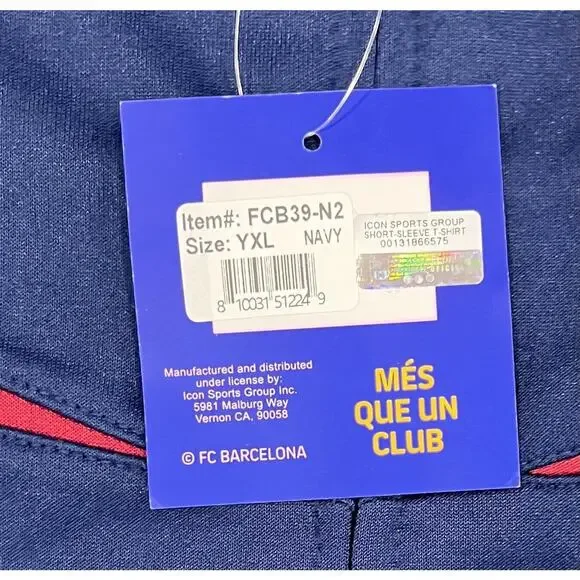 Item#: FCB39-N2
Size: YXL NAVY
8 10031 51224 9
ICON SPORTS GROUP
SHORT-SLEEVE T-SHIRT
00131866575
Manufactured and distributed
under license by:
Icon Sports Group Inc.
5981 Malburg Way
Vernon CA, 90058
© FC BARCELONA
MÉS
QUE UN
CLUB